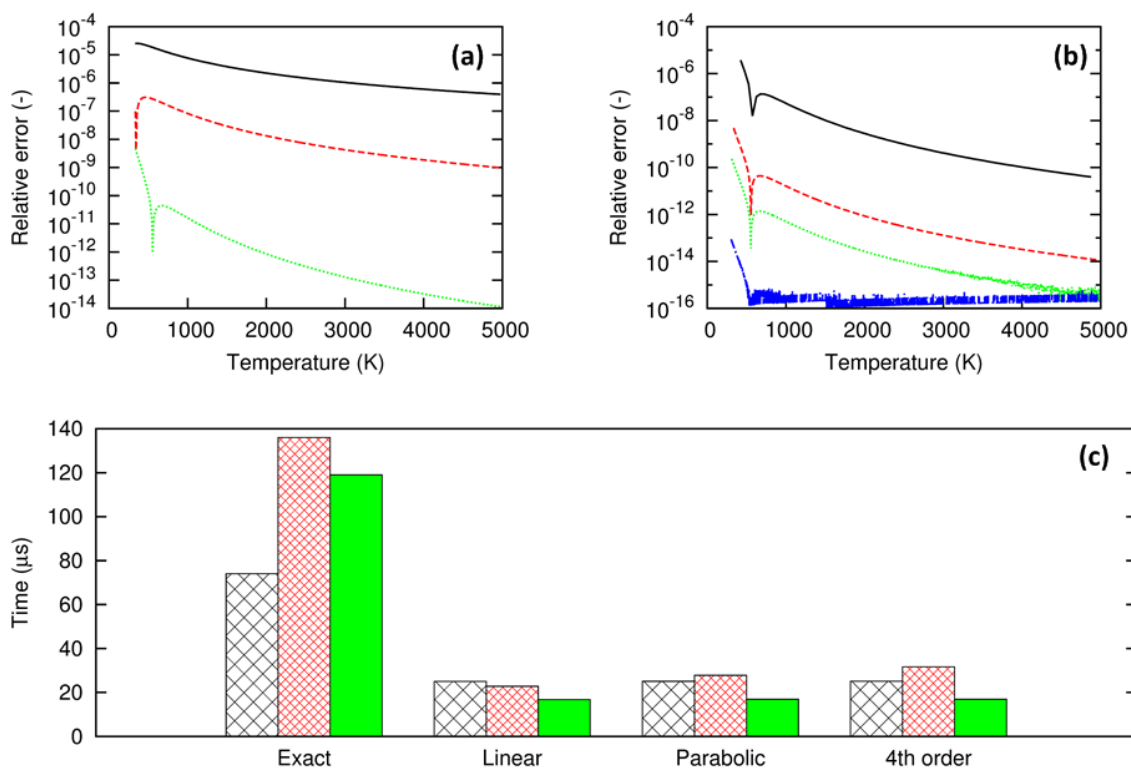 10⁻⁴
10⁻⁵
10⁻⁶
10⁻⁷
10⁻⁸
10⁻⁹
10⁻¹⁰
10⁻¹¹
10⁻¹²
10⁻¹³
10⁻¹⁴
Relative error (-)
(a)
0 1000 2000 3000 4000 5000
Temperature (K)
10⁻⁴
10⁻⁶
10⁻⁸
10⁻¹⁰
10⁻¹²
10⁻¹⁴
10⁻¹⁶
Relative error (-)
(b)
0 1000 2000 3000 4000 5000
Temperature (K)
140
120
100
80
60
40
20
0
Time (μs)
(c)
Exact Linear Parabolic 4th order